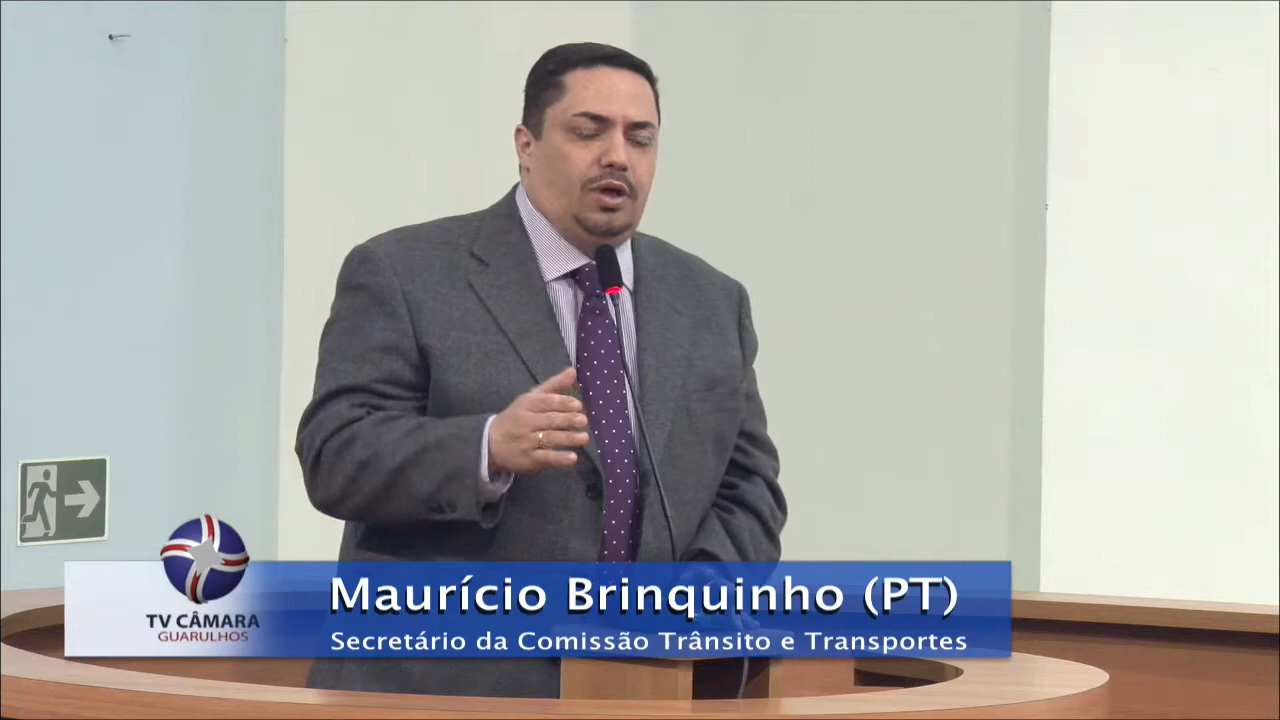 Maurício Brinquinho (PT)
Secretário da Comissão Trânsito e Transportes
TV CÂMARA
GUARULHOS